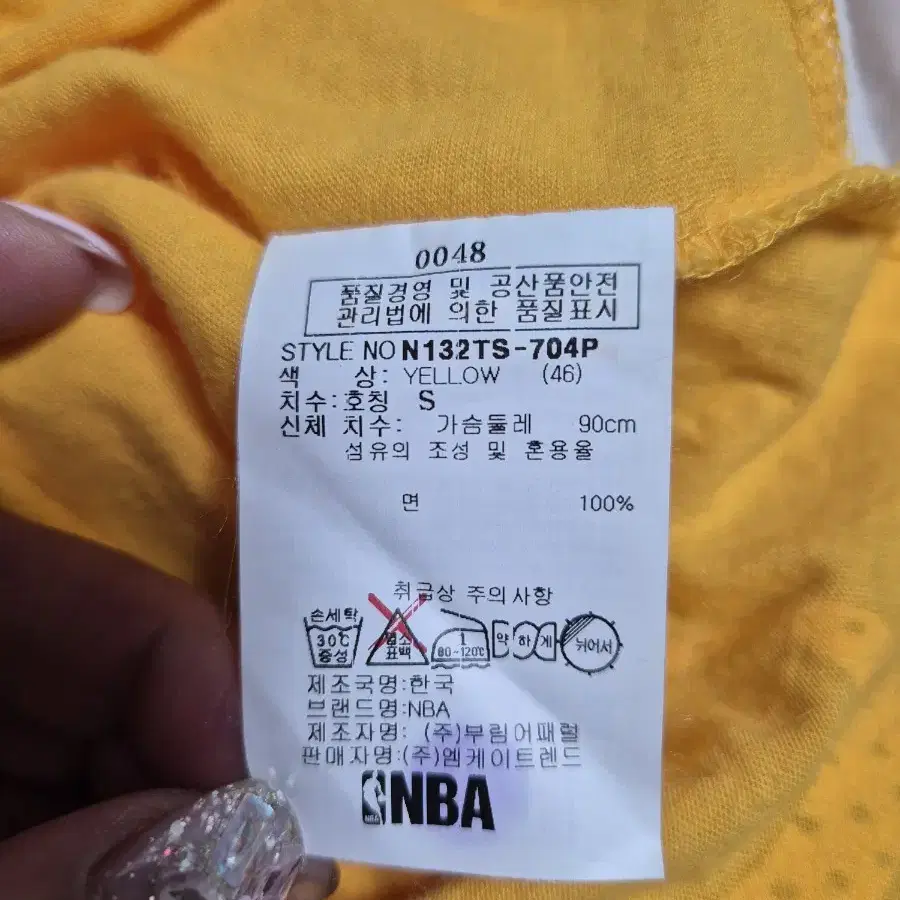 0048
품질경영 및 공산품안전
관리법에 의한 품질표시
STYLE NO N132TS-704P
색 상: YELLOW (46)
치수:호칭 S
신체 치수: 가슴둘레 90cm
섬유의 조성 및 혼용율
면 100%
취급상 주의사항
손세탁
30℃
중성
염소
표백
1
80~120℃
약하게
뉘어서
제조국명:한국
브랜드명:NBA
제조자명: (주)부림어패럴
판매자명:(주)엠케이트렌드
NBA
NBA